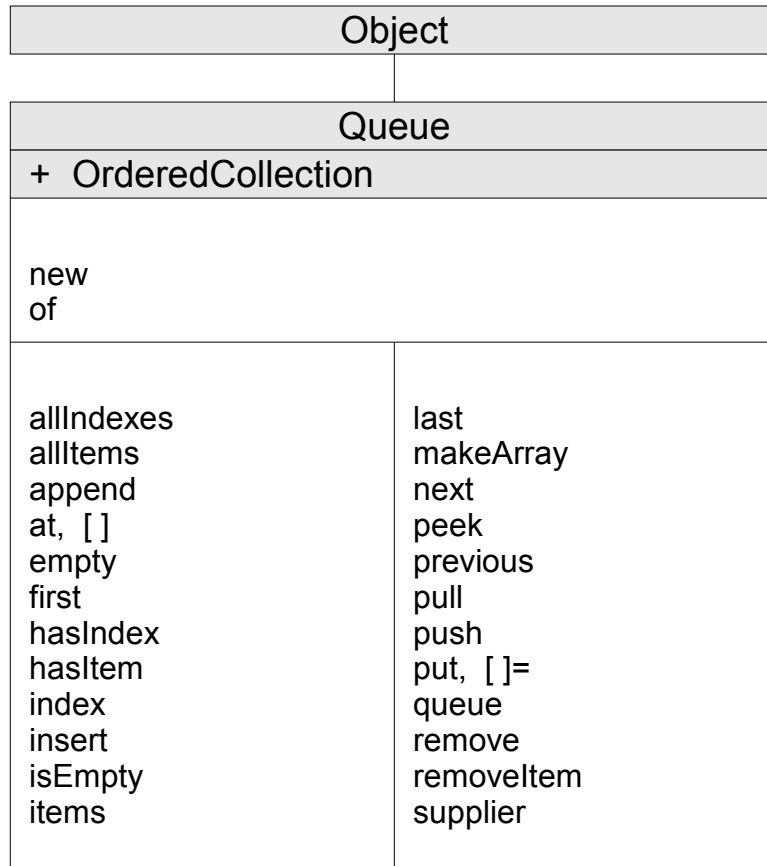 Object
Queue
+ OrderedCollection
new
of
allIndexes
allItems
append
at, [ ]
empty
first
hasIndex
hasItem
index
insert
isEmpty
items
last
makeArray
next
peek
previous
pull
push
put, [ ]=
queue
remove
removeItem
supplier